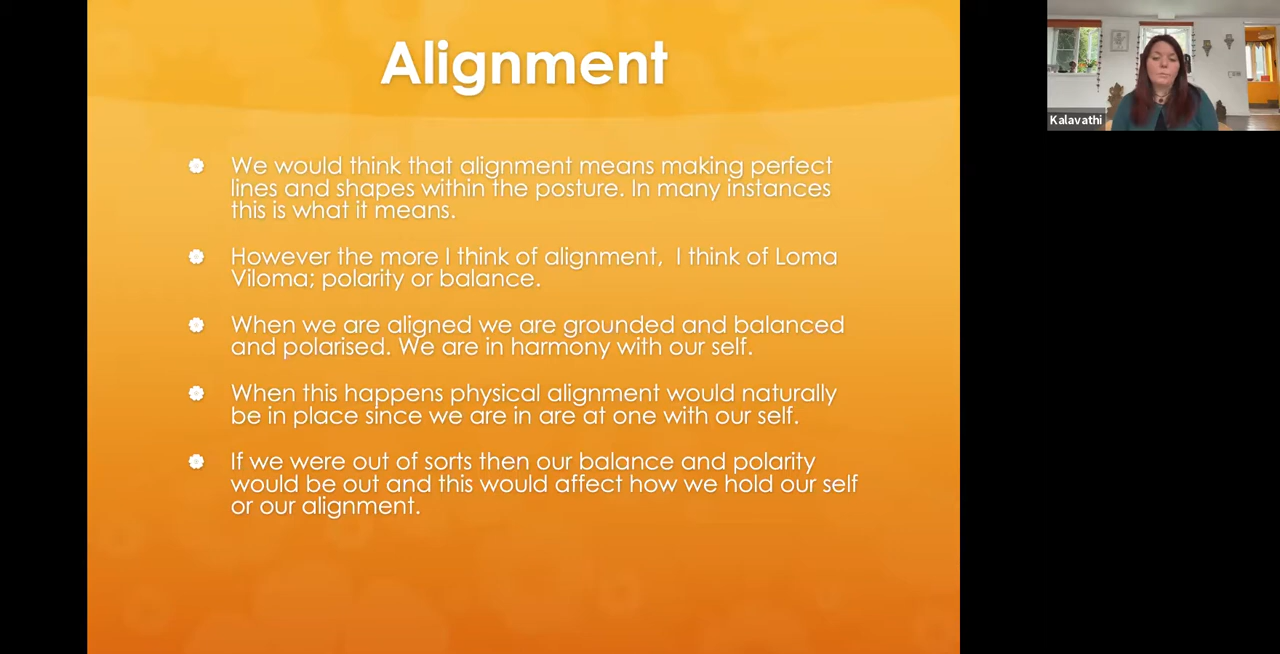 Alignment
We would think that alignment means making perfect
lines and shapes within the posture. In many instances
this is what it means.
However the more I think of alignment,  I think of Loma
Viloma; polarity or balance.
When we are aligned we are grounded and balanced
and polarised. We are in harmony with our self.
When this happens physical alignment would naturally
be in place since we are in are at one with our self.
If we were out of sorts then our balance and polarity
would be out and this would affect how we hold our self
or our alignment.
Kalavathi